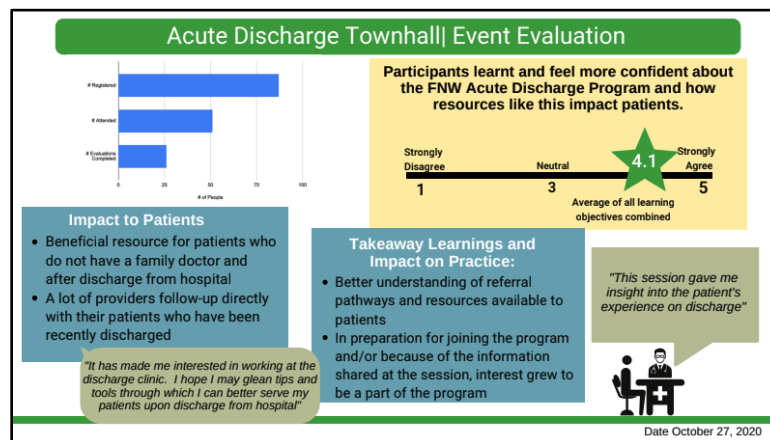 Acute Discharge Townhall| Event Evaluation
# Registered
# Attended
# Evaluations
Completed
0
25
50
75
100
# of People
Participants learnt and feel more confident about
the FNW Acute Discharge Program and how
resources like this impact patients.
Strongly
Disagree
Neutral
4.1
Strongly
Agree
1
3
5
Average of all learning
objectives combined
Impact to Patients
• Beneficial resource for patients who
do not have a family doctor and
after discharge from hospital
• A lot of providers follow-up directly
with their patients who have been
recently discharged
"It has made me interested in working at the
discharge clinic. I hope I may glean tips and
tools through which I can better serve my
patients upon discharge from hospital"
Takeaway Learnings and
Impact on Practice:
• Better understanding of referral
pathways and resources available to
patients
• In preparation for joining the program
and/or because of the information
shared at the session, interest grew to
be a part of the program
"This session gave me
insight into the patient's
experience on discharge"
Date October 27, 2020